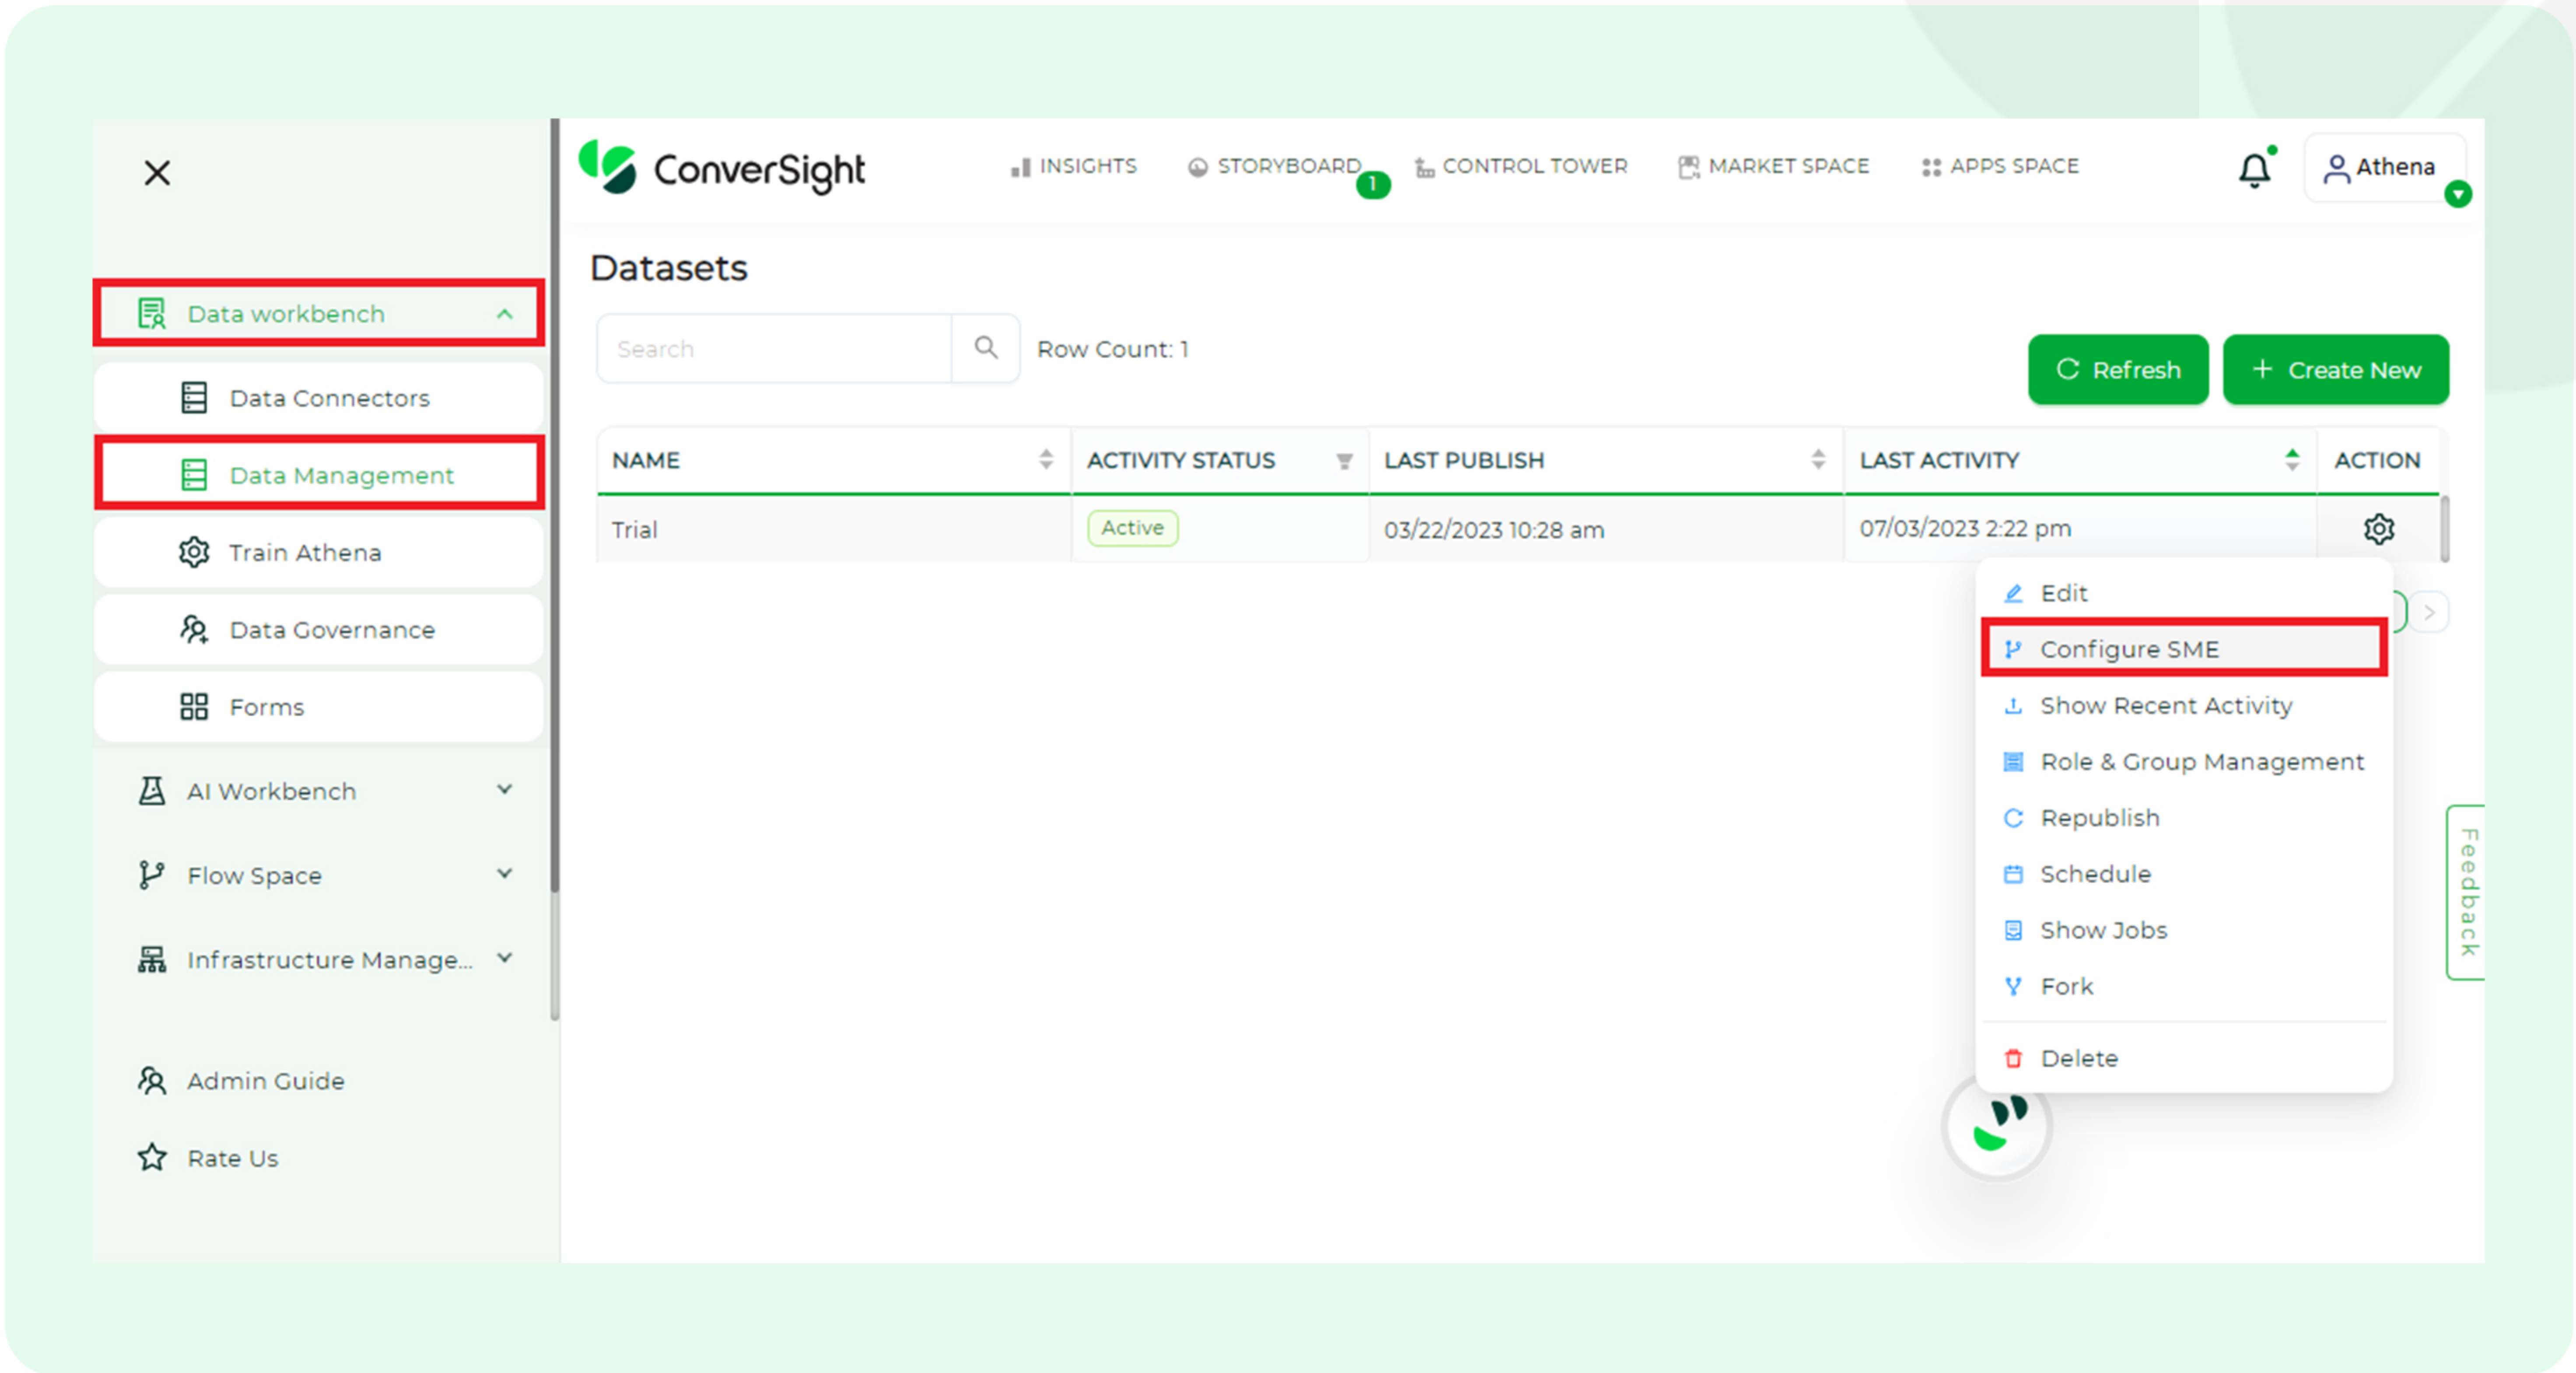 ConverSight
INSIGHTS
STORYBOARD
1
CONTROL TOWER
MARKET SPACE
APPS SPACE
Athena
Data workbench
Data Connectors
Data Management
Train Athena
Data Governance
Forms
AI Workbench
Flow Space
Infrastructure Manage...
Admin Guide
Rate Us
Datasets
Search
Row Count: 1
Refresh
+ Create New
NAME
ACTIVITY STATUS
LAST PUBLISH
LAST ACTIVITY
ACTION
Trial
Active
03/22/2023 10:28 am
07/03/2023 2:22 pm
Edit
Configure SME
Show Recent Activity
Role & Group Management
Republish
Schedule
Show Jobs
Fork
Delete
Feedback